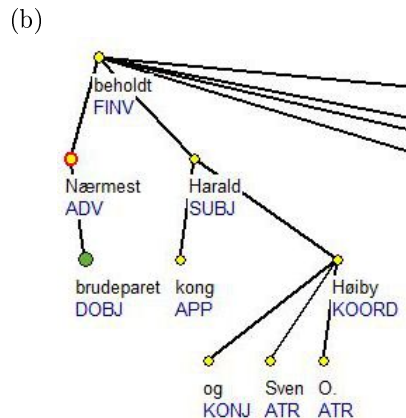 (b)
beholdt
FINV
Nærmest Harald
ADV SUBJ
brudeparet kong Høiby
DOBJ APP KOORD
og Sven O.
KONJ ATR ATR